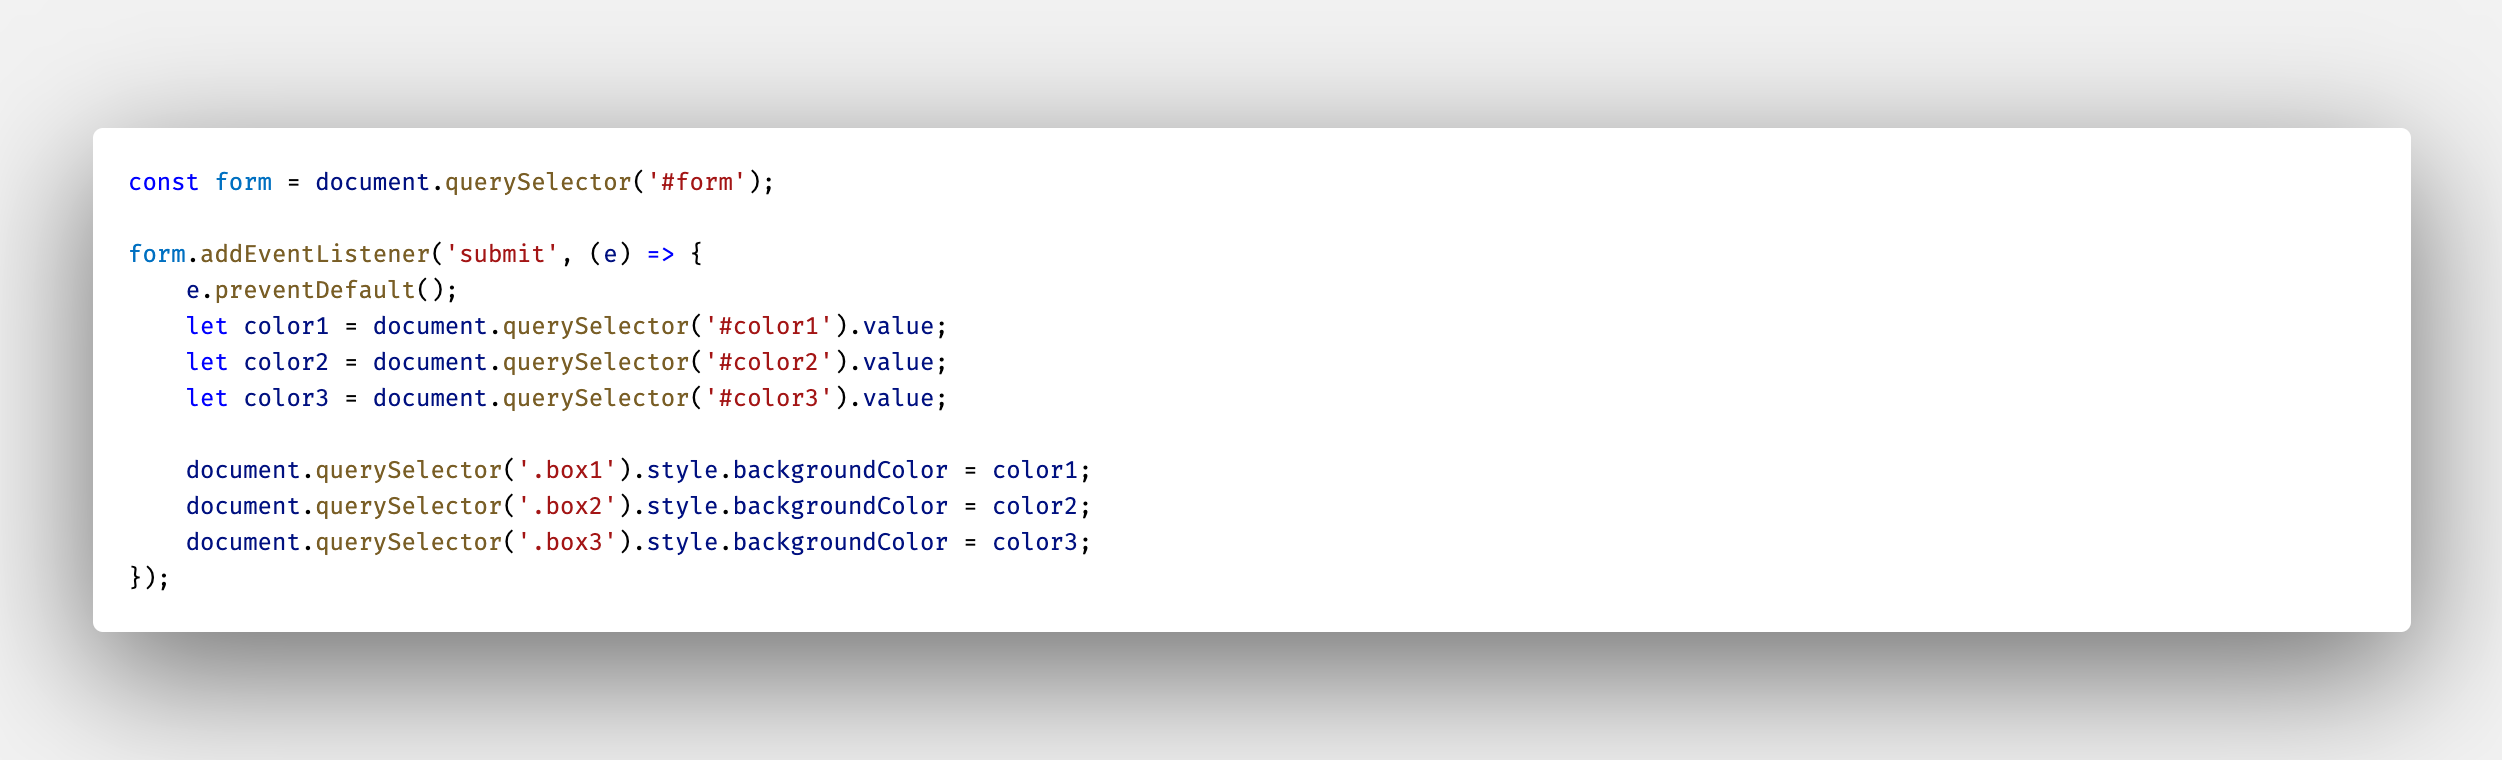 const form = document.querySelector('#form');

form.addEventListener('submit', (e) => {
    e.preventDefault();
    let color1 = document.querySelector('#color1').value;
    let color2 = document.querySelector('#color2').value;
    let color3 = document.querySelector('#color3').value;

    document.querySelector('.box1').style.backgroundColor = color1;
    document.querySelector('.box2').style.backgroundColor = color2;
    document.querySelector('.box3').style.backgroundColor = color3;
});